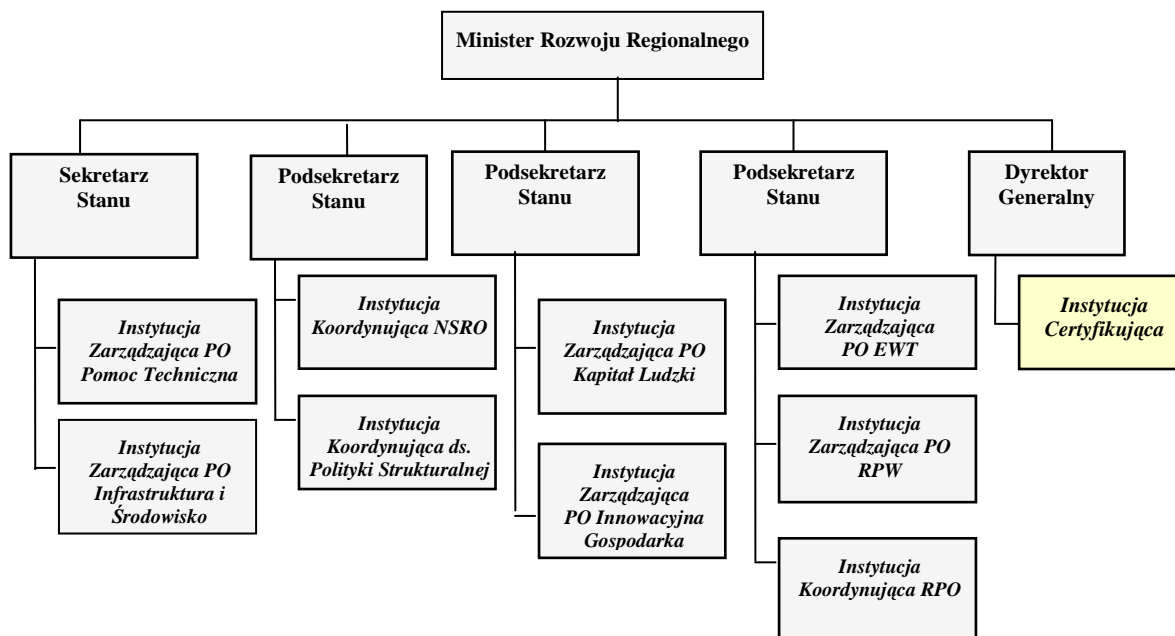 Minister Rozwoju Regionalnego
Sekretarz
Stanu
Podsekretarz
Stanu
Podsekretarz
Stanu
Podsekretarz
Stanu
Dyrektor
Generalny
Instytucja
Zarządzająca PO
Pomoc Techniczna
Instytucja
Zarządzająca PO
Infrastruktura i
Środowisko
Instytucja
Koordynująca NSRO
Instytucja
Koordynująca ds.
Polityki Strukturalnej
Instytucja
Zarządzająca PO
Kapitał Ludzki
Instytucja
Zarządzająca
PO Innowacyjna
Gospodarka
Instytucja
Zarządzająca
PO EWT
Instytucja
Zarządzająca PO
RPW
Instytucja
Koordynująca RPO
Instytucja
Certyfikująca